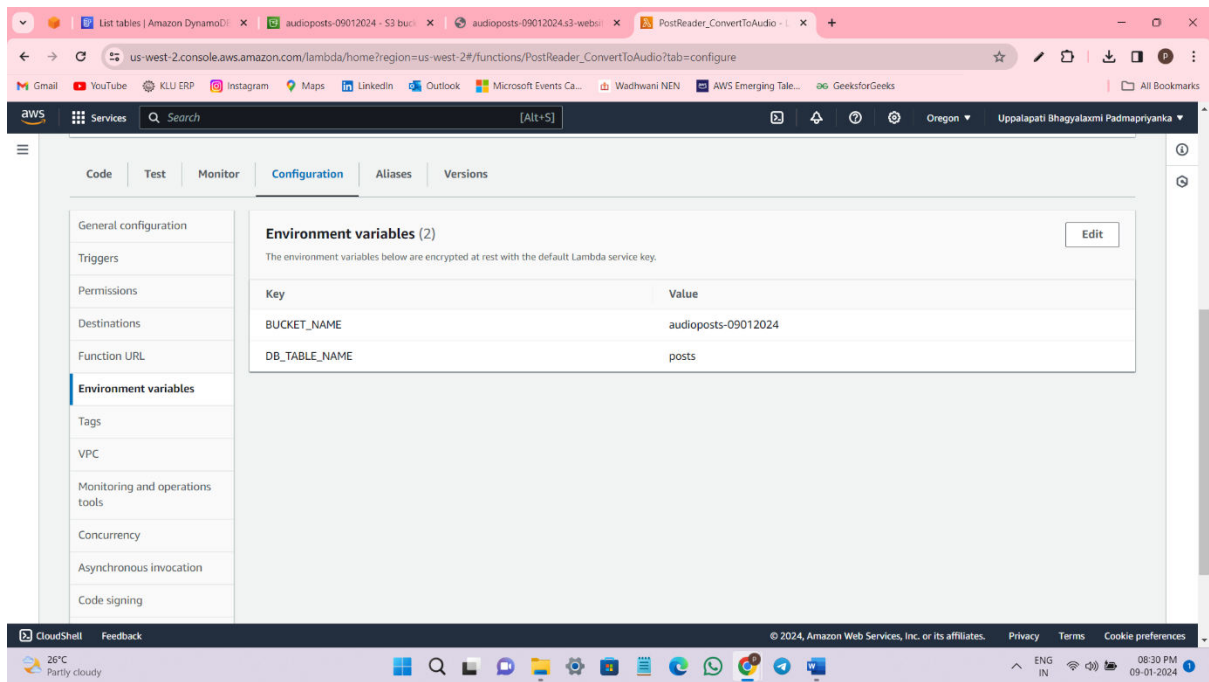 List tables | Amazon DynamoDB
audioposts-09012024 - S3 buck
audioposts-09012024.s3-websit
PostReader_ConvertToAudio - L
us-west-2.console.aws.amazon.com/lambda/home?region=us-west-2#/functions/PostReader_ConvertToAudio?tab=configure
P
Gmail YouTube KLU ERP Instagram Maps LinkedIn Outlook Microsoft Events Ca... Wadhwani NEN AWS Emerging Tale... GeeksforGeeks All Bookmarks
aws Services Search [Alt+S] Oregon Uppalapati Bhagyalaxmi Padmapriyanka
Code Test Monitor Configuration Aliases Versions
General configuration
Triggers
Permissions
Destinations
Function URL
Environment variables
Tags
VPC
Monitoring and operations
tools
Concurrency
Asynchronous invocation
Code signing
Environment variables (2) Edit
The environment variables below are encrypted at rest with the default Lambda service key.
Key Value
BUCKET_NAME audioposts-09012024
DB_TABLE_NAME posts
CloudShell Feedback © 2024, Amazon Web Services, Inc. or its affiliates. Privacy Terms Cookie preferences
26°C
Partly cloudy
ENG
IN
08:30 PM
09-01-2024
1